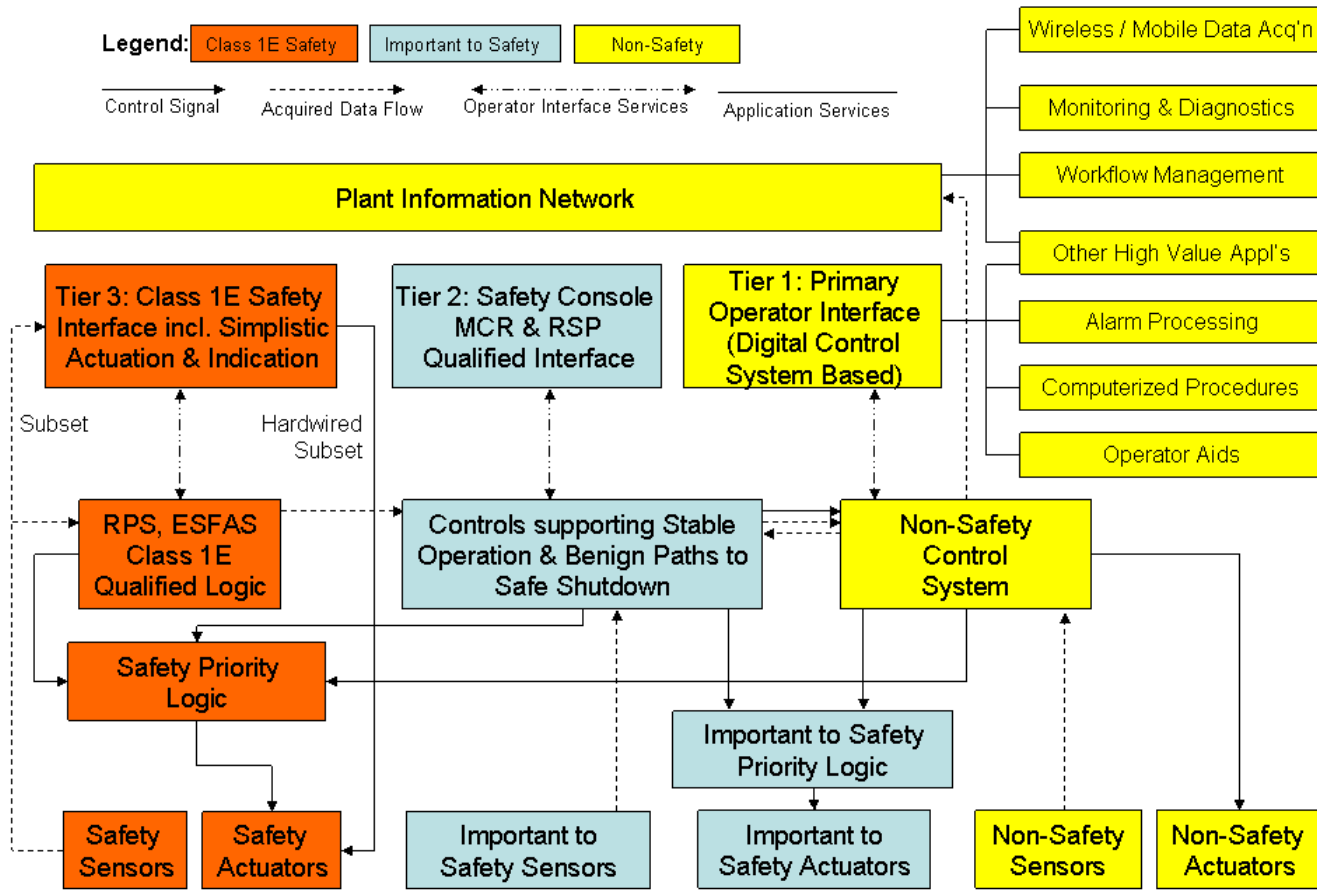 Legend:
Class 1E Safety
Important to Safety
Non-Safety
Control Signal
Acquired Data Flow
Operator Interface Services
Application Services
Wireless / Mobile Data Acq'n
Monitoring & Diagnostics
Workflow Management
Other High Value Appl's
Alarm Processing
Computerized Procedures
Operator Aids
Plant Information Network
Tier 3: Class 1E Safety
Interface incl. Simplistic
Actuation & Indication
Tier 2: Safety Console
MCR & RSP
Qualified Interface
Tier 1: Primary
Operator Interface
(Digital Control
System Based)
Subset
Hardwired
Subset
RPS, ESFAS
Class 1E
Qualified Logic
Controls supporting Stable
Operation & Benign Paths to
Safe Shutdown
Non-Safety
Control
System
Safety Priority
Logic
Important to Safety
Priority Logic
Safety
Sensors
Safety
Actuators
Important to
Safety Sensors
Important to
Safety Actuators
Non-Safety
Sensors
Non-Safety
Actuators